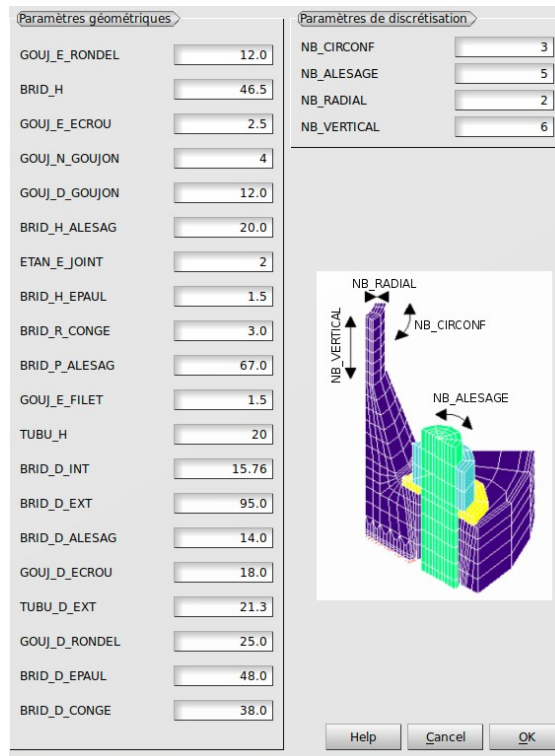 Paramètres géométriques
GOUJ_E_RONDEL 12.0
BRID_H 46.5
GOUJ_E_ECROU 2.5
GOUJ_N_GOUJON 4
GOUJ_D_GOUJON 12.0
BRID_H_ALESAG 20.0
ETAN_E_JOINT 2
BRID_H_EPAUL 1.5
BRID_R_CONGE 3.0
BRID_P_ALESAG 67.0
GOUJ_E_FILET 1.5
TUBU_H 20
BRID_D_INT 15.76
BRID_D_EXT 95.0
BRID_D_ALESAG 14.0
GOUJ_D_ECROU 18.0
TUBU_D_EXT 21.3
GOUJ_D_RONDEL 25.0
BRID_D_EPAUL 48.0
BRID_D_CONGE 38.0
Paramètres de discrétisation
NB_CIRCONF 3
NB_ALESAGE 5
NB_RADIAL 2
NB_VERTICAL 6
NB_RADIAL
NB_CIRCONF
NB_VERTICAL
NB_ALESAGE
Help Cancel OK